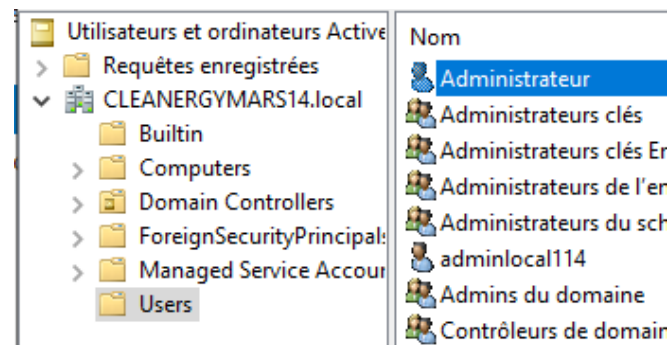 Utilisateurs et ordinateurs Active
Requêtes enregistrées
CLEANERGYMARS14.local
Builtin
Computers
Domain Controllers
ForeignSecurityPrincipals
Managed Service Accour
Users
Nom
Administrateur
Administrateurs clés
Administrateurs clés En
Administrateurs de l'en
Administrateurs du sch
adminlocal114
Admins du domaine
Contrôleurs de domain